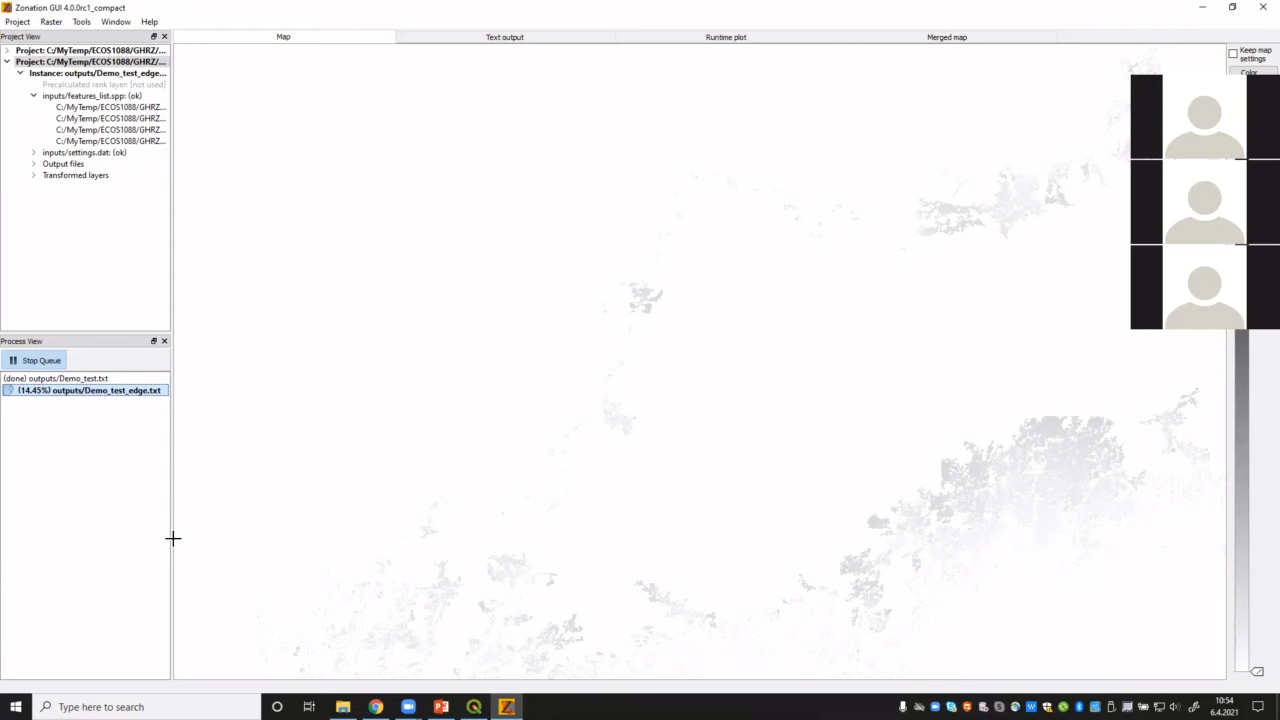 Zonation GUI 4.0.0rc1_compact
Project Raster Tools Window Help
Project View
Map Text output Runtime plot Merged map
Project: C:/MyTemp/ECOS1088/GHRZ/...
Project: C:/MyTemp/ECOS1088/GHRZ/...
Instance: outputs/Demo_test_edge...
Precalculated rank layer: (not used)
inputs/features_list.spp: (ok)
C:/MyTemp/ECOS1088/GHRZ...
C:/MyTemp/ECOS1088/GHRZ...
C:/MyTemp/ECOS1088/GHRZ...
C:/MyTemp/ECOS1088/GHRZ...
inputs/settings.dat: (ok)
Output files
Transformed layers
Keep map
settings
Color
Process View
Stop Queue
(done) outputs/Demo_test.txt
(14.45%) outputs/Demo_test_edge.txt
Type here to search
10:54
6.4.2021